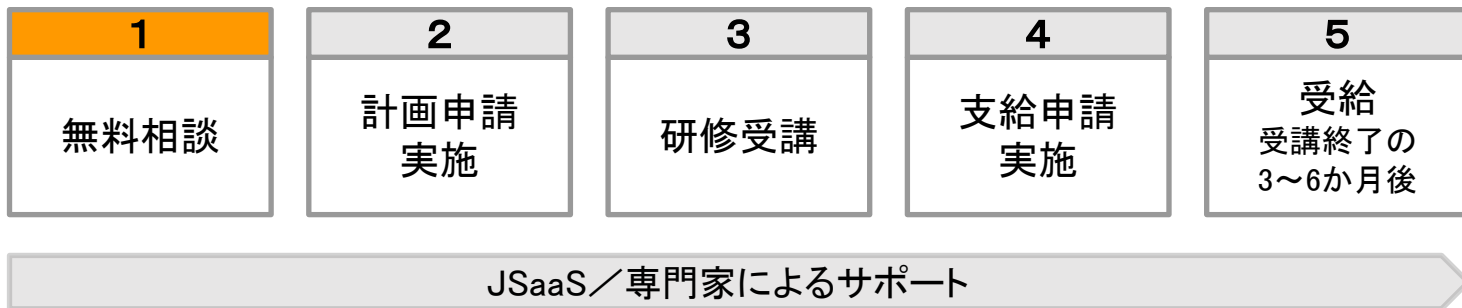 1
無料相談
2
計画申請
実施
3
研修受講
4
支給申請
実施
5
受給
受講終了の
3～6か月後
JSaaS／専門家によるサポート